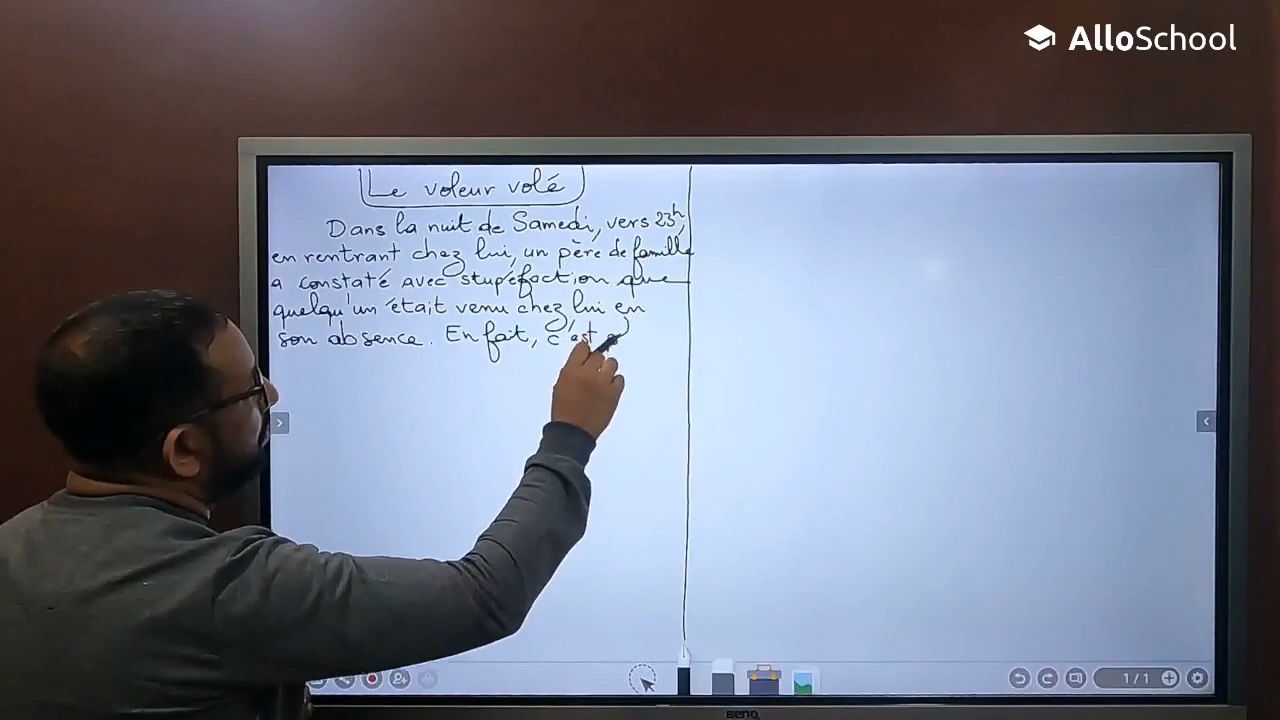 AlloSchool
Le voleur volé
Dans la nuit de Samedi, vers 23h,
en rentrant chez lui, un père de famille
a constaté avec stupéfaction que
quelqu'un était venu chez lui en
son absence. En fait, c'est
1/1
BenQ